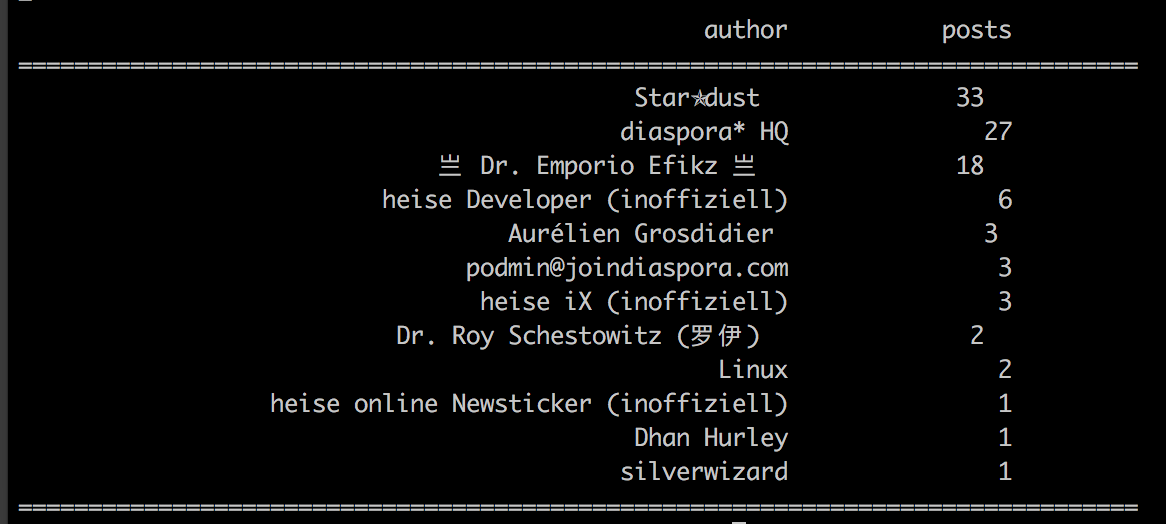 author posts
================================================================================
Star✯dust 33
diaspora* HQ 27
亗 Dr. Emporio Efikz 亗 18
heise Developer (inoffiziell) 6
Aurélien Grosdidier 3
podmin@joindiaspora.com 3
heise iX (inoffiziell) 3
Dr. Roy Schestowitz (罗伊) 2
Linux 2
heise online Newsticker (inoffiziell) 1
Dhan Hurley 1
silverwizard 1
================================================================================